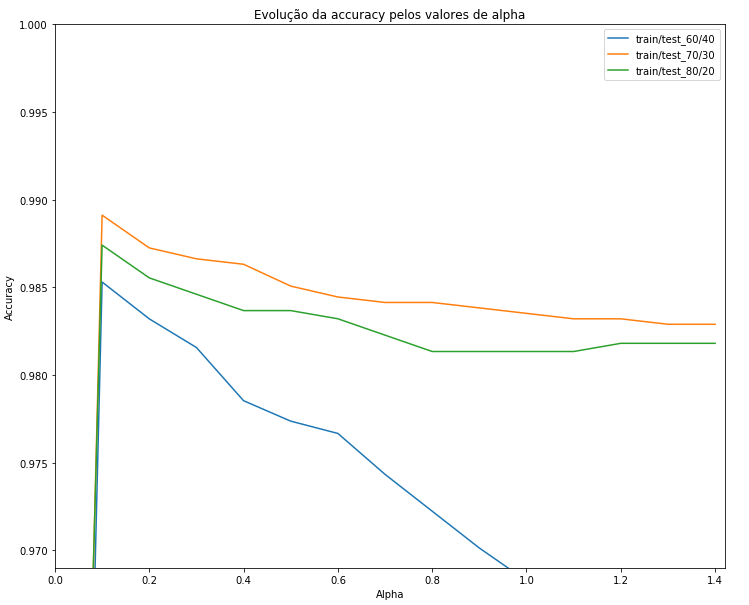 Evolução da accuracy pelos valores de alpha
train/test_60/40
train/test_70/30
train/test_80/20
1.000
0.995
0.990
0.985
0.980
0.975
0.970
Accuracy
0.0 0.2 0.4 0.6 0.8 1.0 1.2 1.4
Alpha